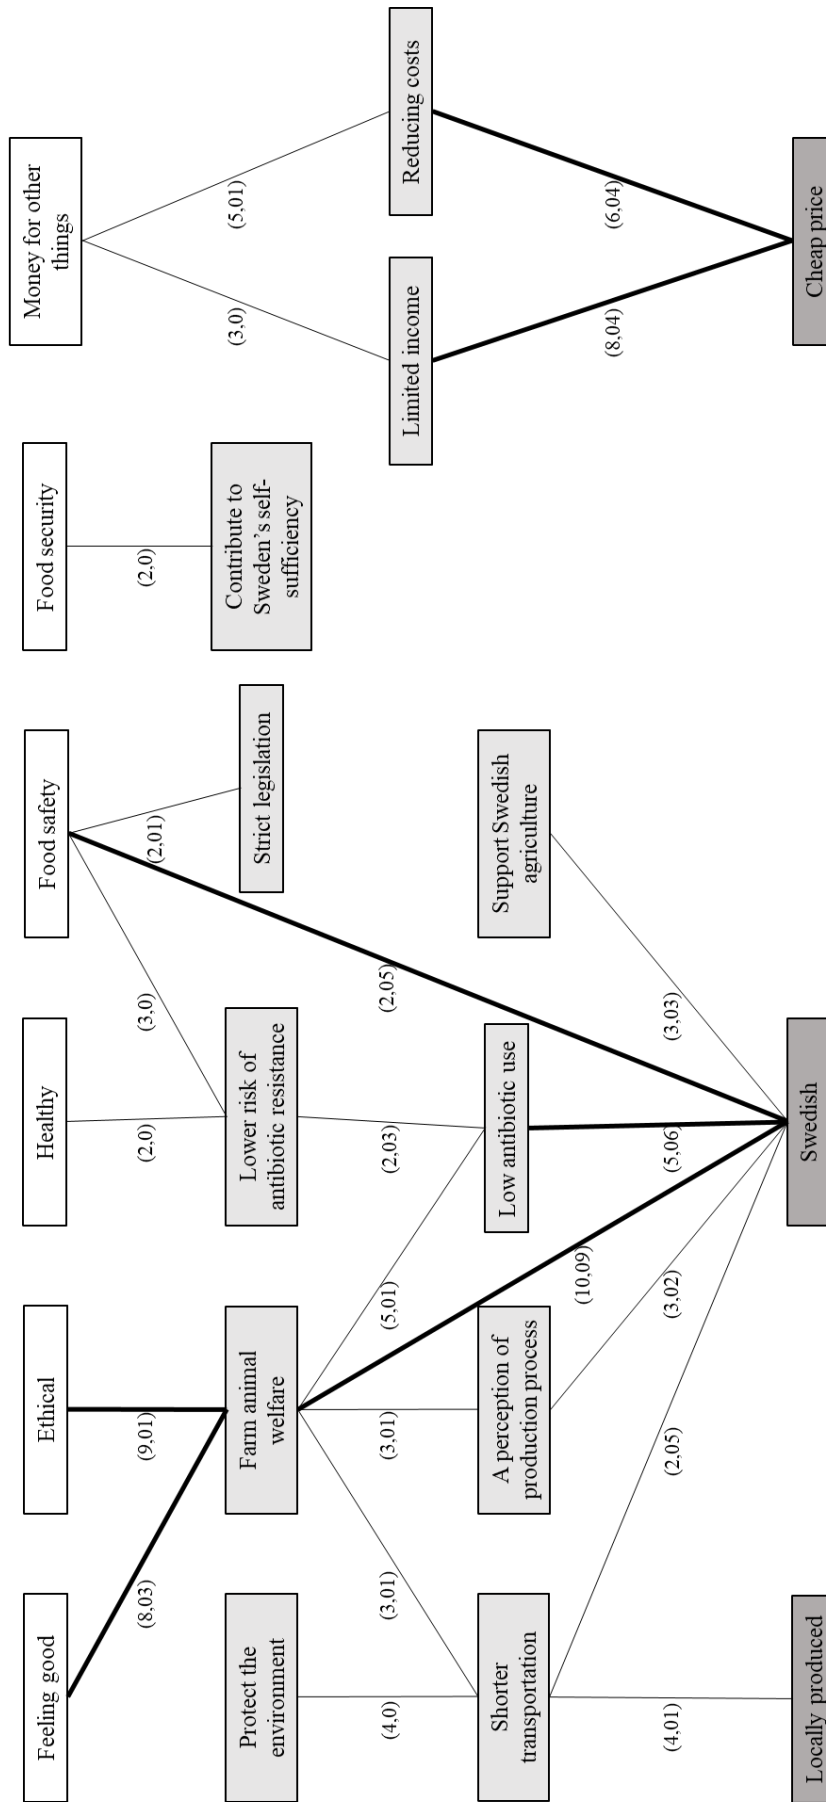 Feeling good
Ethical
Healthy
Food safety
Food security
Money for other
things
(8,03)
(9,01)
(2,0)
(3,0)
(2,01)
(2,0)
(3,0)
(5,01)
Protect the
environment
Farm animal
welfare
Lower risk of
antibiotic resistance
Strict legislation
Contribute to
Sweden's self-
sufficiency
Limited income
Reducing costs
(4,0)
(3,01)
(3,01)
(5,01)
(2,03)
(2,05)
Shorter
transportation
A perception of
production process
Low antibiotic use
Support Swedish
agriculture
(10,09)
(8,04)
(6,04)
(4,01)
(2,05)
(3,02)
(5,06)
(3,03)
Locally produced
Swedish
Cheap price